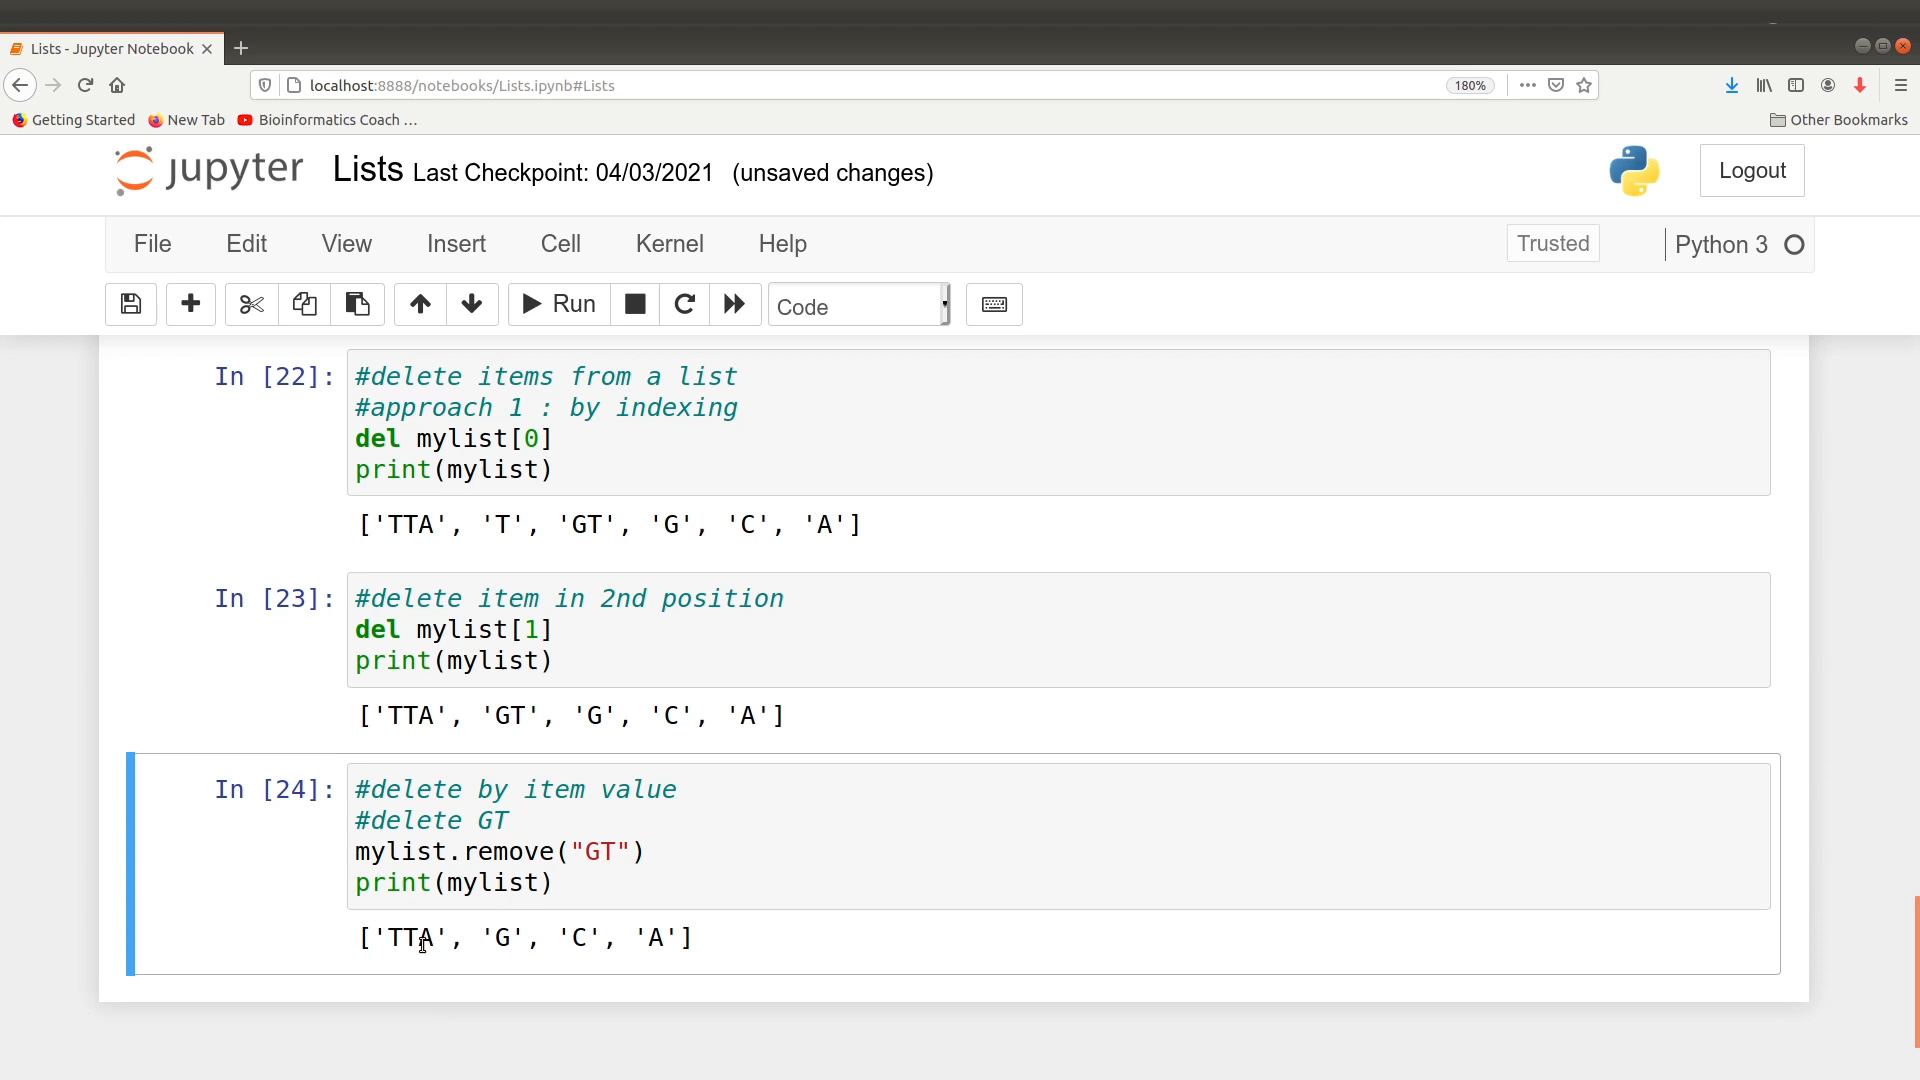 Lists - Jupyter Notebook
localhost:8888/notebooks/Lists.ipynb#Lists 180%
Getting Started New Tab Bioinformatics Coach ... Other Bookmarks
jupyter Lists Last Checkpoint: 04/03/2021 (unsaved changes) Logout
File Edit View Insert Cell Kernel Help Trusted Python 3
Run Code
In [22]: #delete items from a list
#approach 1 : by indexing
del mylist[0]
print(mylist)
['TTA', 'T', 'GT', 'G', 'C', 'A']
In [23]: #delete item in 2nd position
del mylist[1]
print(mylist)
['TTA', 'GT', 'G', 'C', 'A']
In [24]: #delete by item value
#delete GT
mylist.remove("GT")
print(mylist)
['TTA', 'G', 'C', 'A']